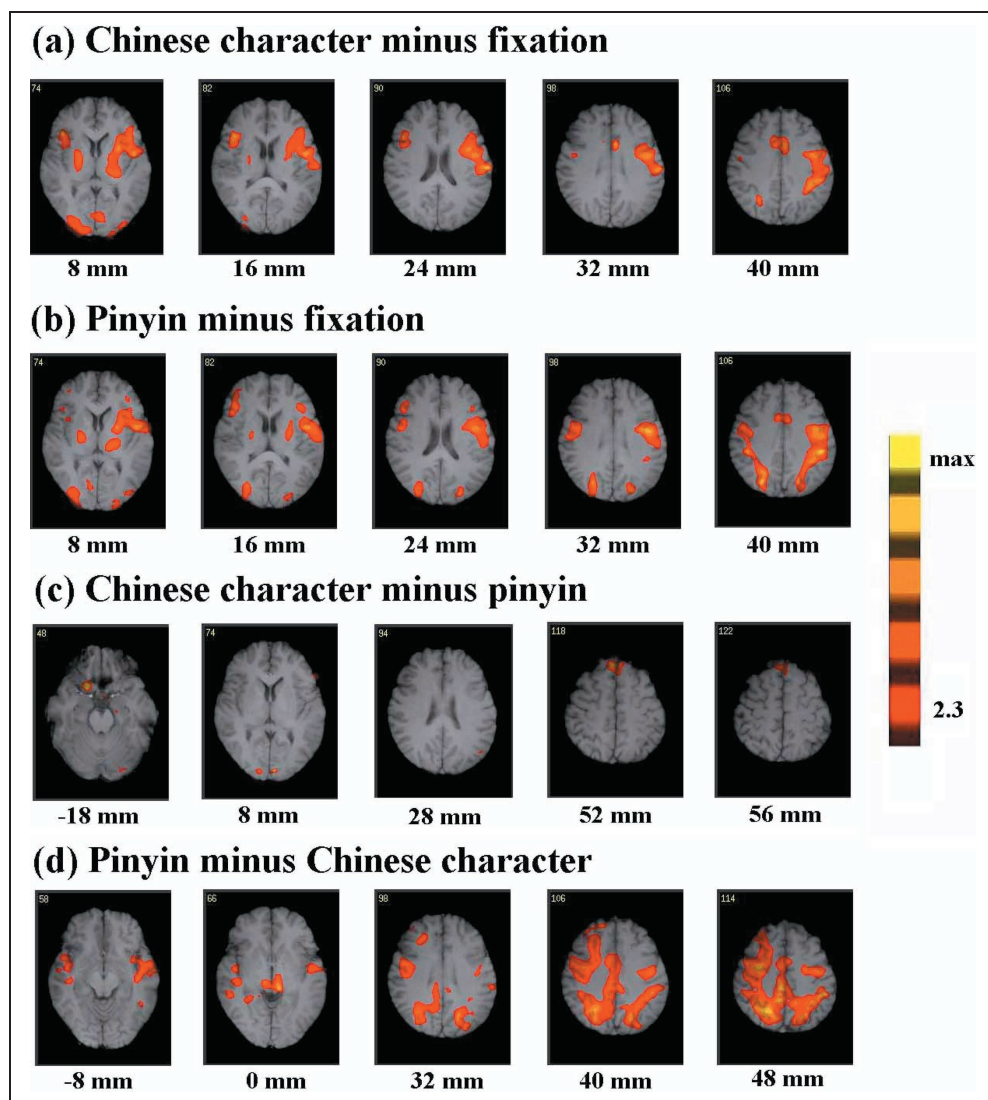 (a) Chinese character minus fixation
74 82 90 98 106
8 mm 16 mm 24 mm 32 mm 40 mm
(b) Pinyin minus fixation
74 82 90 98 106
8 mm 16 mm 24 mm 32 mm 40 mm
max
2.3
(c) Chinese character minus pinyin
48 74 94 118 122
-18 mm 8 mm 28 mm 52 mm 56 mm
(d) Pinyin minus Chinese character
58 66 98 106 114
-8 mm 0 mm 32 mm 40 mm 48 mm